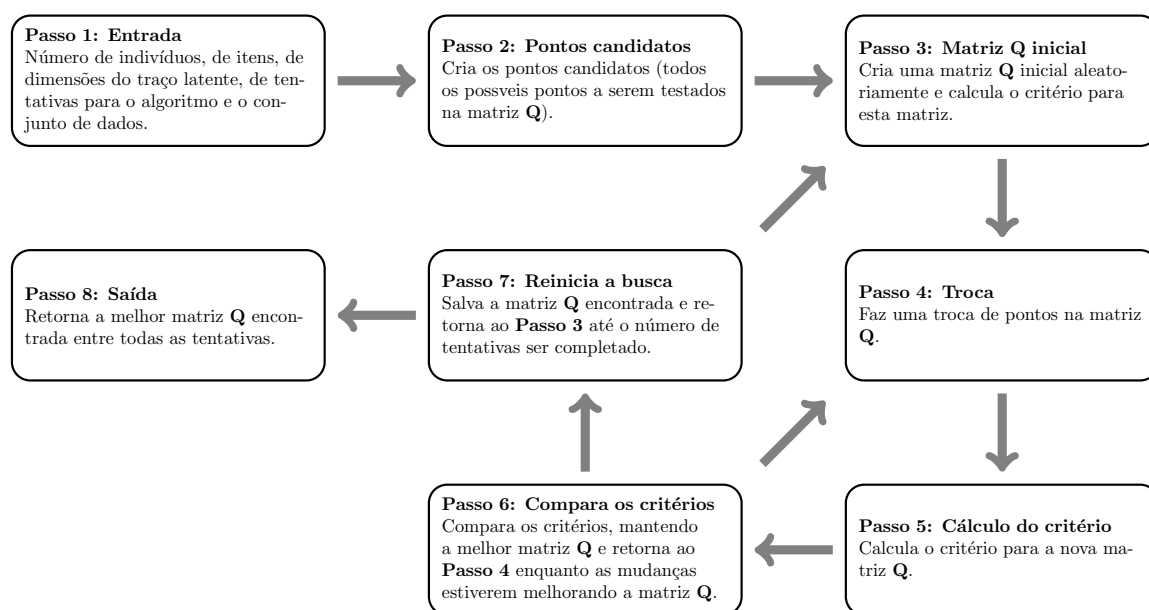 Passo 1: Entrada
Número de indivíduos, de itens, de
dimensões do traço latente, de ten-
tativas para o algoritmo e o con-
junto de dados.
Passo 2: Pontos candidatos
Cria os pontos candidatos (todos
os possveis pontos a serem testados
na matriz Q).
Passo 3: Matriz Q inicial
Cria uma matriz Q inicial aleato-
riamente e calcula o critério para
esta matriz.
Passo 8: Saída
Retorna a melhor matriz Q encon-
trada entre todas as tentativas.
Passo 7: Reinicia a busca
Salva a matriz Q encontrada e re-
torna ao Passo 3 até o número de
tentativas ser completado.
Passo 4: Troca
Faz uma troca de pontos na matriz
Q.
Passo 6: Compara os critérios
Compara os critérios, mantendo
a melhor matriz Q e retorna ao
Passo 4 enquanto as mudanças
estiverem melhorando a matriz Q.
Passo 5: Cálculo do critério
Calcula o critério para a nova ma-
triz Q.